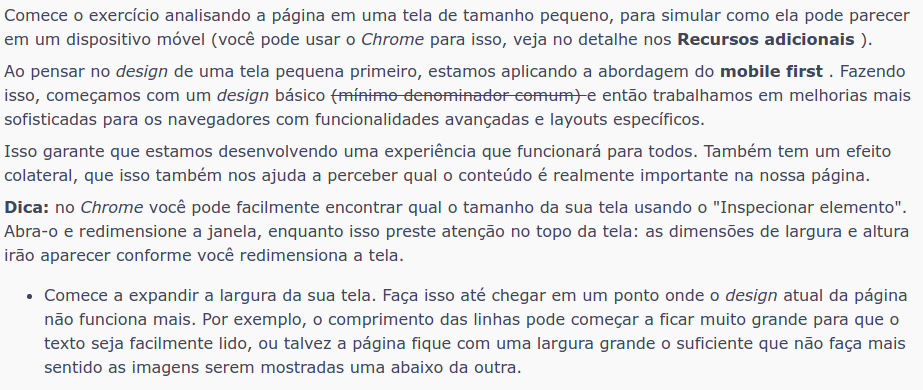 Comece o exercício analisando a página em uma tela de tamanho pequeno, para simular como ela pode parecer
em um dispositivo móvel (você pode usar o Chrome para isso, veja no detalhe nos Recursos adicionais ).
Ao pensar no design de uma tela pequena primeiro, estamos aplicando a abordagem do mobile first . Fazendo
isso, começamos com um design básico (mínimo denominador comum) e então trabalhamos em melhorias mais
sofisticadas para os navegadores com funcionalidades avançadas e layouts específicos.
Isso garante que estamos desenvolvendo uma experiência que funcionará para todos. Também tem um efeito
colateral, que isso também nos ajuda a perceber qual o conteúdo é realmente importante na nossa página.
Dica: no Chrome você pode facilmente encontrar qual o tamanho da sua tela usando o "Inspecionar elemento".
Abra-o e redimensione a janela, enquanto isso preste atenção no topo da tela: as dimensões de largura e altura
irão aparecer conforme você redimensiona a tela.
• Comece a expandir a largura da sua tela. Faça isso até chegar em um ponto onde o design atual da página
não funciona mais. Por exemplo, o comprimento das linhas pode começar a ficar muito grande para que o
texto seja facilmente lido, ou talvez a página fique com uma largura grande o suficiente que não faça mais
sentido as imagens serem mostradas uma abaixo da outra.